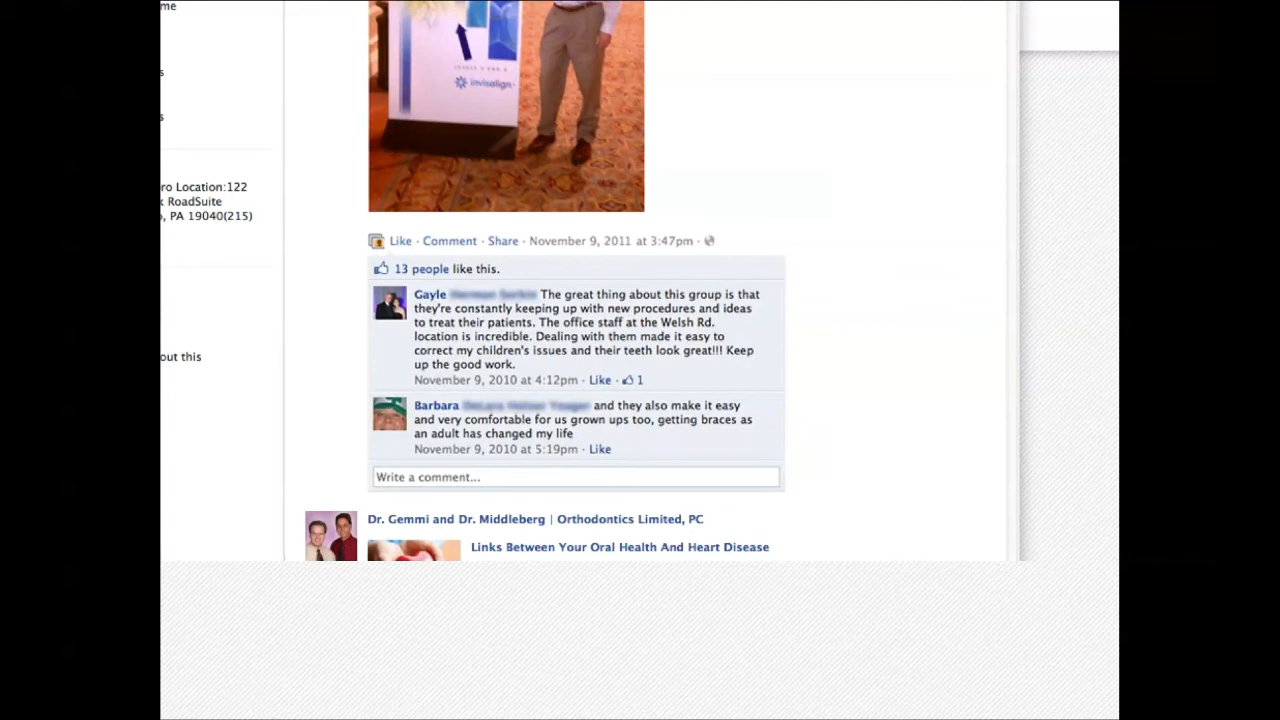 me
s
s
ro Location:122
RoadSuite
, PA 19040(215)
out this
invisalign
Like · Comment · Share · November 9, 2011 at 3:47pm ·
13 people like this.
Gayle The great thing about this group is that
they're constantly keeping up with new procedures and ideas
to treat their patients. The office staff at the Welsh Rd.
location is incredible. Dealing with them made it easy to
correct my children's issues and their teeth look great!!! Keep
up the good work.
November 9, 2010 at 4:12pm · Like · 1
Barbara and they also make it easy
and very comfortable for us grown ups too, getting braces as
an adult has changed my life
November 9, 2010 at 5:19pm · Like
Write a comment...
Dr. Gemmi and Dr. Middleberg | Orthodontics Limited, PC
Links Between Your Oral Health And Heart Disease